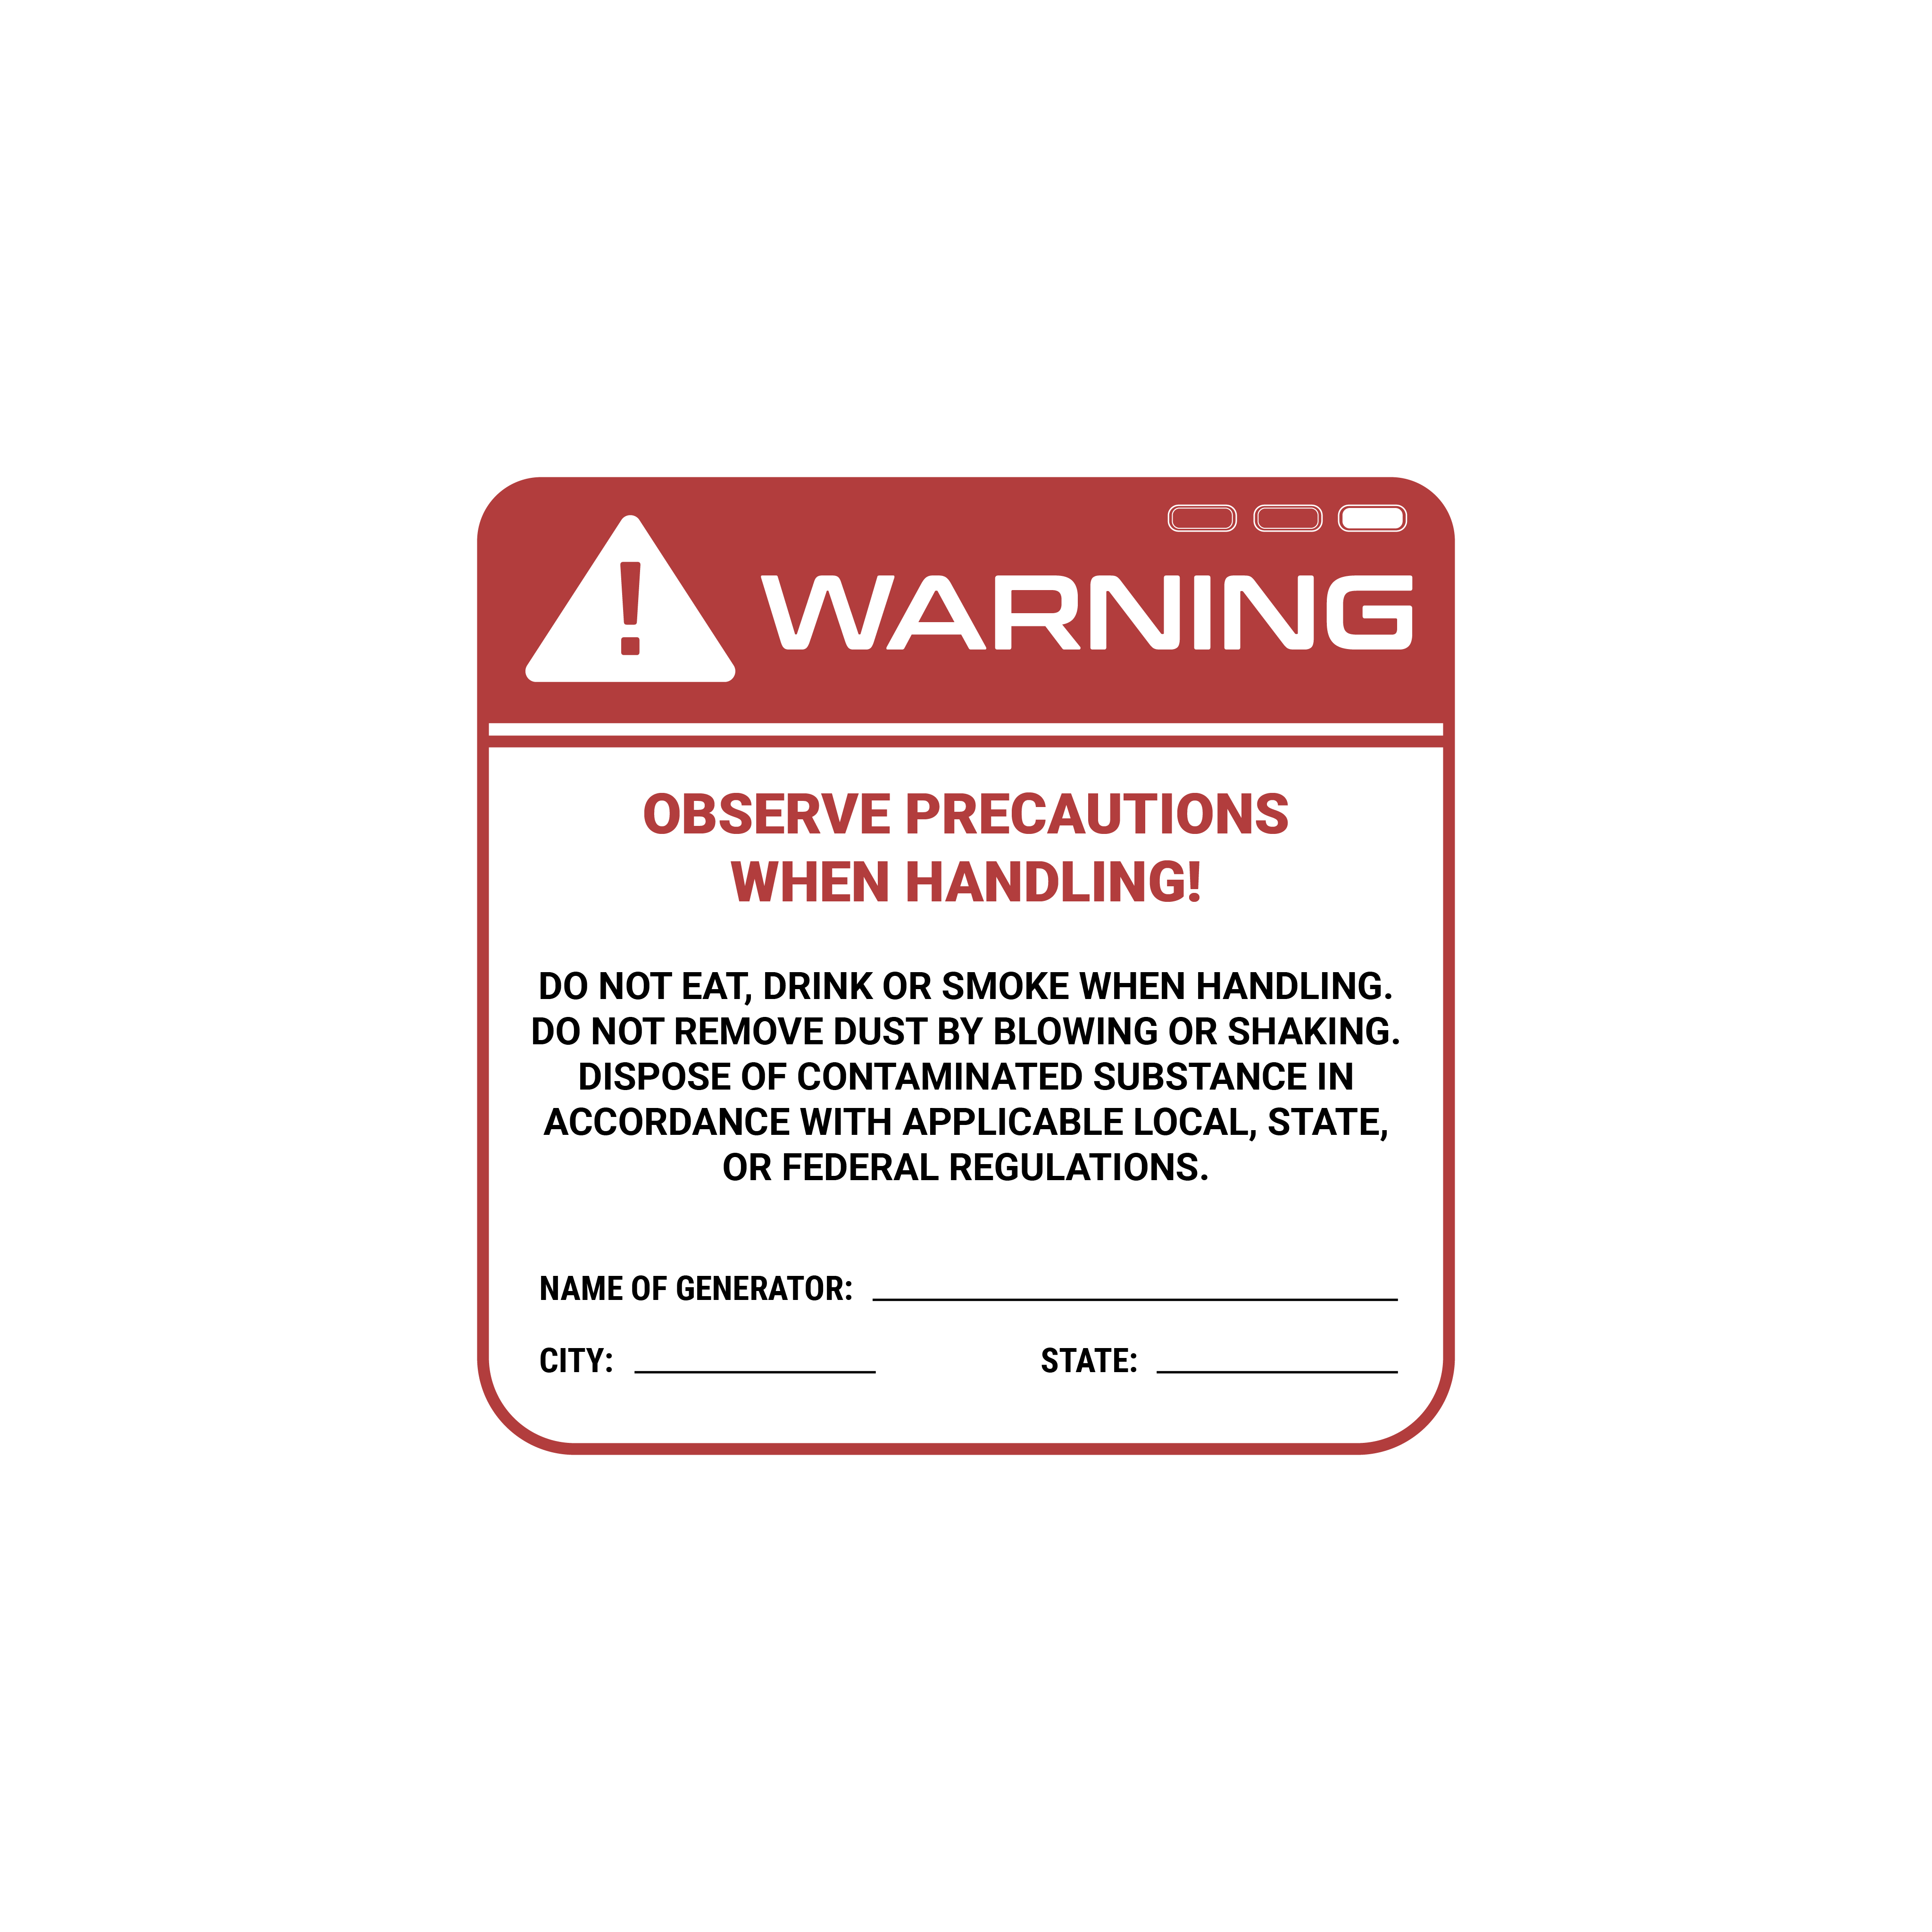 WARNING
OBSERVE PRECAUTIONS
WHEN HANDLING!
DO NOT EAT, DRINK OR SMOKE WHEN HANDLING.
DO NOT REMOVE DUST BY BLOWING OR SHAKING.
DISPOSE OF CONTAMINATED SUBSTANCE IN
ACCORDANCE WITH APPLICABLE LOCAL, STATE,
OR FEDERAL REGULATIONS.
NAME OF GENERATOR:
CITY: STATE: